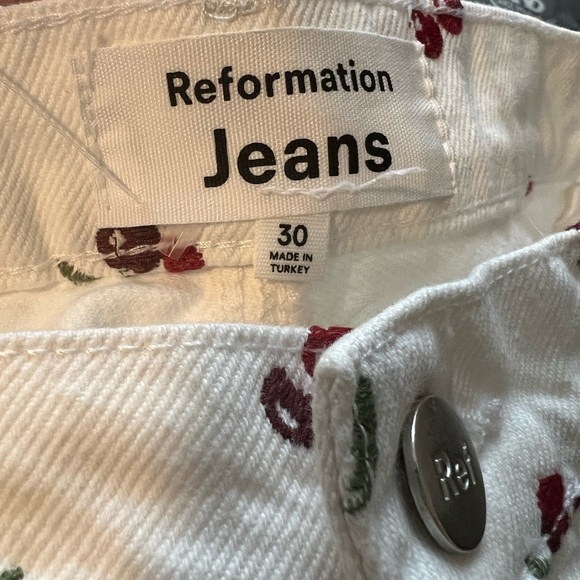 Reformation
Jeans
30
MADE IN
TURKEY
Ref